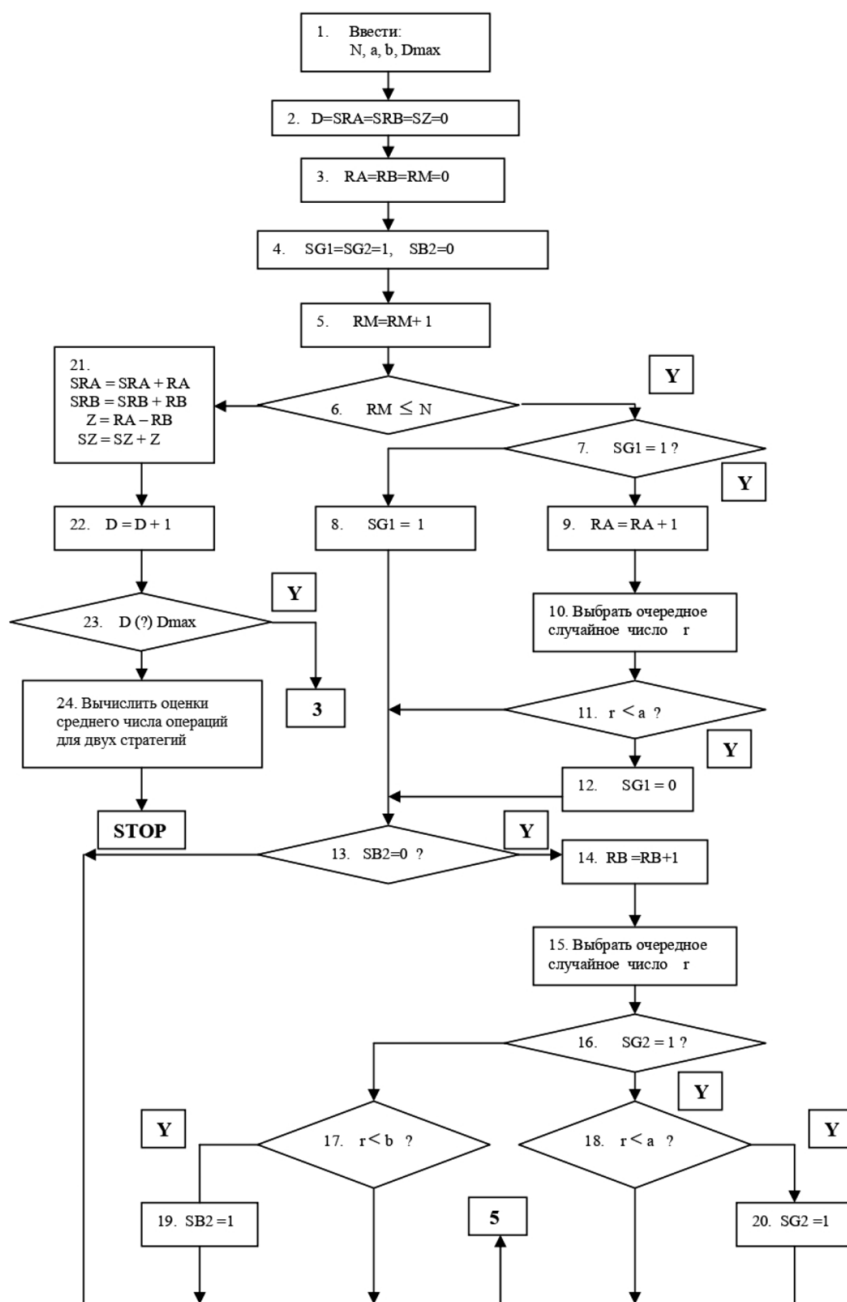 1. Ввести:
N, a, b, Dmax
2. D=SRA=SRB=SZ=0
3. RA=RB=RM=0
4. SG1=SG2=1, SB2=0
5. RM=RM+ 1
21.
SRA = SRA + RA
SRB = SRB + RB
Z = RA – RB
SZ = SZ + Z
6. RM ≤ N
Y
7. SG1 = 1 ?
Y
22. D = D + 1
8. SG1 = 1
9. RA = RA + 1
23. D (?) Dmax
Y
10. Выбрать очередное
случайное число r
24. Вычислить оценки
среднего числа операций
для двух стратегий
3
11. r < a ?
Y
12. SG1 = 0
STOP
13. SB2=0 ?
Y
14. RB =RB+1
15. Выбрать очередное
случайное число r
16. SG2 = 1 ?
Y
Y
17. r < b ?
18. r < a ?
Y
19. SB2 =1
5
20. SG2 =1